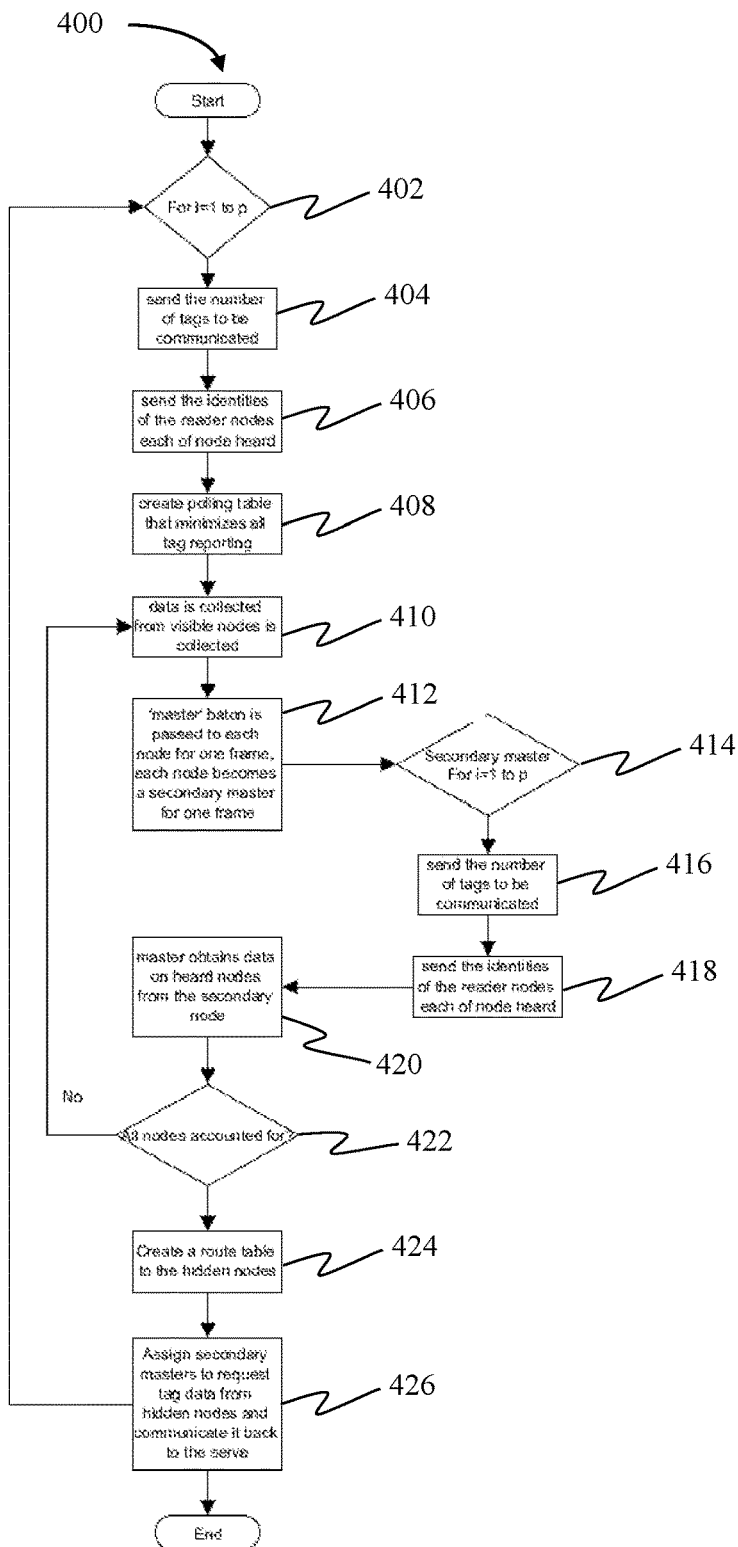 400
Start
For i=1 to p
402
send the number
of tags to be
communicated
404
send the identities
of the reader nodes
each of node heard
406
create polling table
that minimizes all
tag reporting
408
data is collected
from visible nodes is
collected
410
'master' baton is
passed to each
node for one frame,
each node becomes
a secondary master
for one frame
412
Secondary master
For i=1 to p
414
send the number
of tags to be
communicated
416
send the identities
of the reader nodes
each of node heard
418
master obtains data
on heard nodes
from the secondary
node
420
No
All nodes accounted for?
422
Create a route table
to the hidden nodes
424
Assign secondary
masters to request
tag data from
hidden nodes and
communicate it back
to the serve
426
End